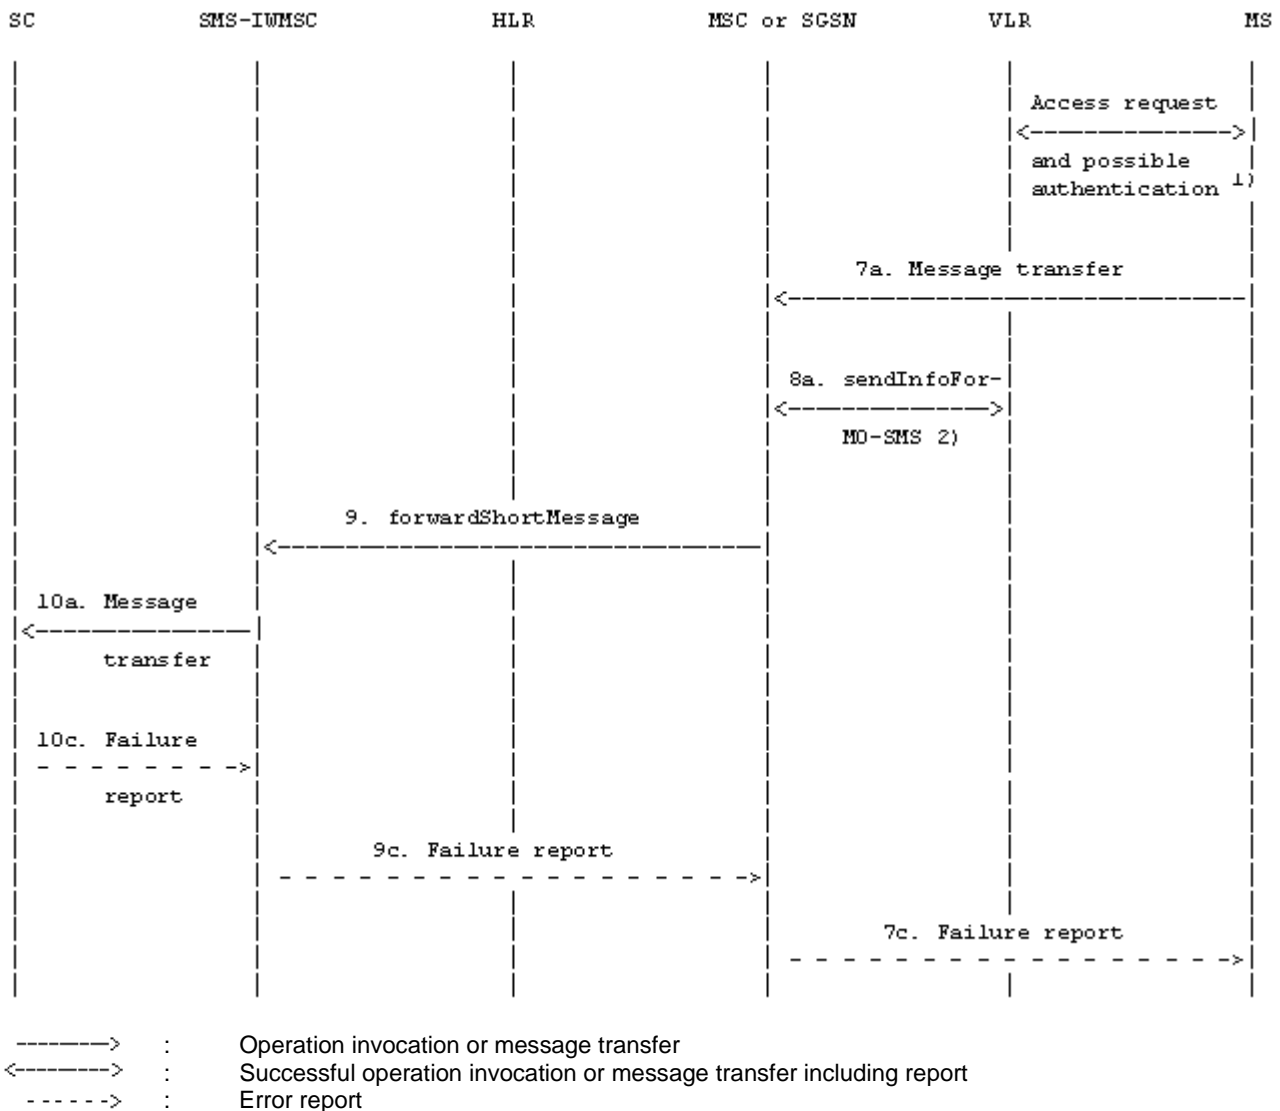 SC SMS-IWMSC HLR MSC or SGSN VLR MS
Access request
and possible
authentication 1)
7a. Message transfer
8a. sendInfoFor-
MO-SMS 2)
9. forwardShortMessage
10a. Message
transfer
10c. Failure
report
9c. Failure report
7c. Failure report
: Operation invocation or message transfer
: Successful operation invocation or message transfer including report
: Error report